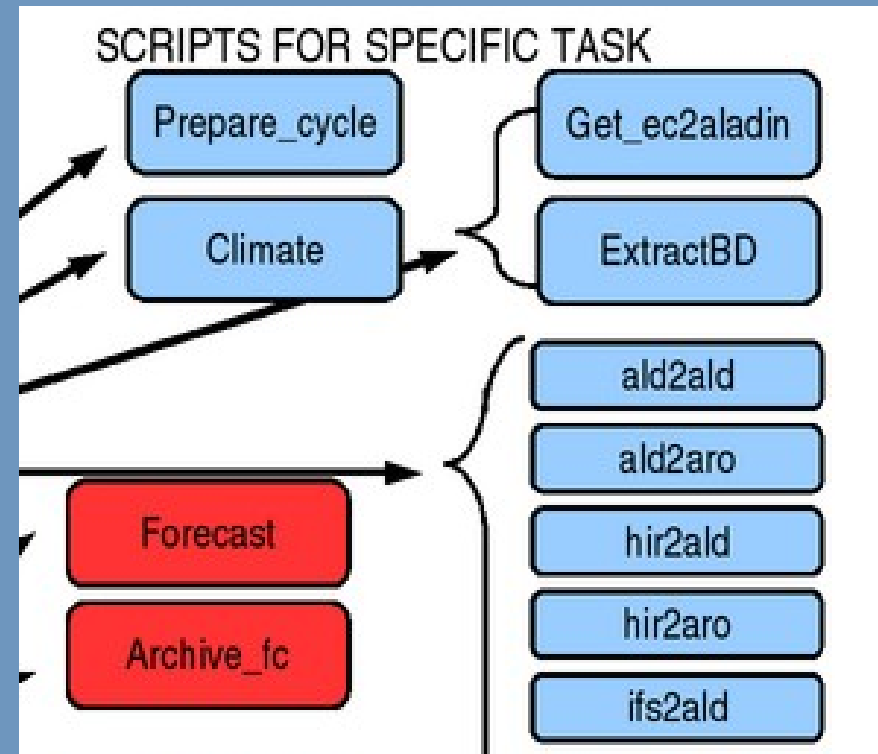 SCRIPTS FOR SPECIFIC TASK
Prepare_cycle
Get_ec2aladin
Climate
ExtractBD
ald2ald
ald2aro
Forecast
hir2ald
hir2aro
Archive_fc
ifs2ald